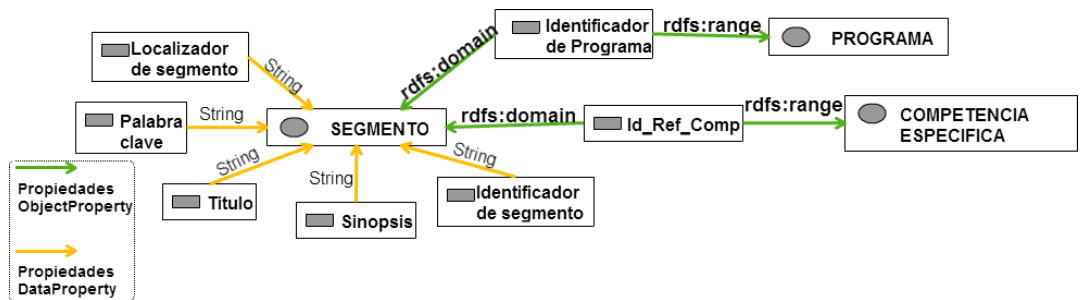 Localizador
de segmento
String
rdfs:domain
Identificador
de Programa
rdfs:range
PROGRAMA
Palabra
clave
String
SEGMENTO
rdfs:domain
Id_Ref_Comp
rdfs:range
COMPETENCIA
ESPECIFICA
String
Titulo
String
Sinopsis
String
Identificador
de segmento
Propiedades
ObjectProperty
Propiedades
DataProperty